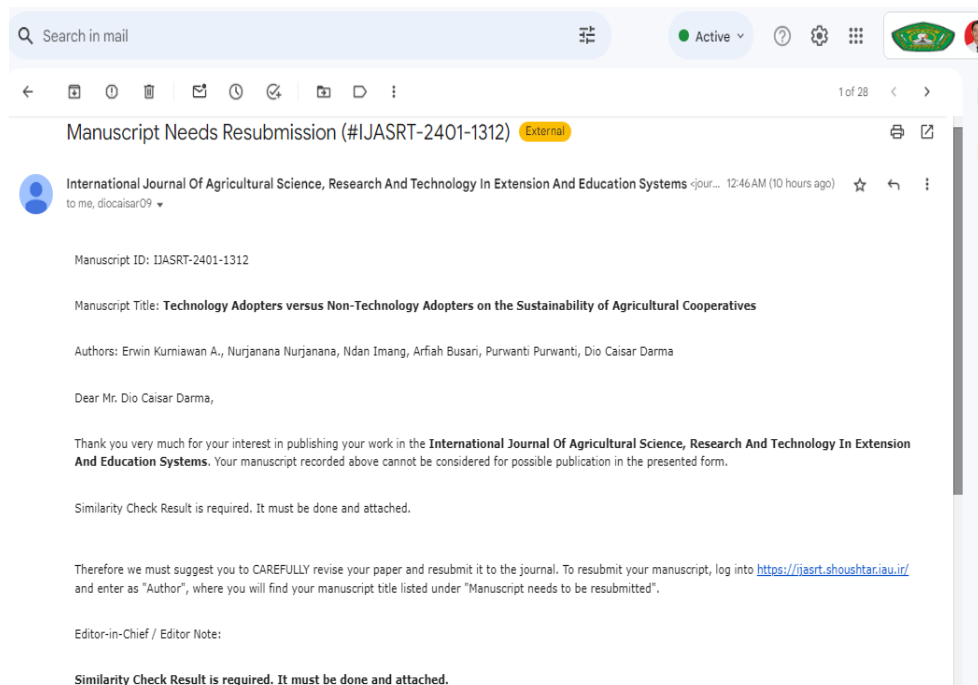 Search in mail
Active
1 of 28
Manuscript Needs Resubmission (#IJASRT-2401-1312) External
International Journal Of Agricultural Science, Research And Technology In Extension And Education Systems <jour... 12:46 AM (10 hours ago)
to me, diocaisar09
Manuscript ID: IJASRT-2401-1312
Manuscript Title: Technology Adopters versus Non-Technology Adopters on the Sustainability of Agricultural Cooperatives
Authors: Erwin Kurniawan A., Nurjanana Nurjanana, Ndan Imang, Arfiah Busari, Purwanti Purwanti, Dio Caisar Darma
Dear Mr. Dio Caisar Darma,
Thank you very much for your interest in publishing your work in the International Journal Of Agricultural Science, Research And Technology In Extension
And Education Systems. Your manuscript recorded above cannot be considered for possible publication in the presented form.
Similarity Check Result is required. It must be done and attached.
Therefore we must suggest you to CAREFULLY revise your paper and resubmit it to the journal. To resubmit your manuscript, log into https://ijasrt.shoushtar.iau.ir/
and enter as "Author", where you will find your manuscript title listed under "Manuscript needs to be resubmitted".
Editor-in-Chief / Editor Note:
Similarity Check Result is required. It must be done and attached.